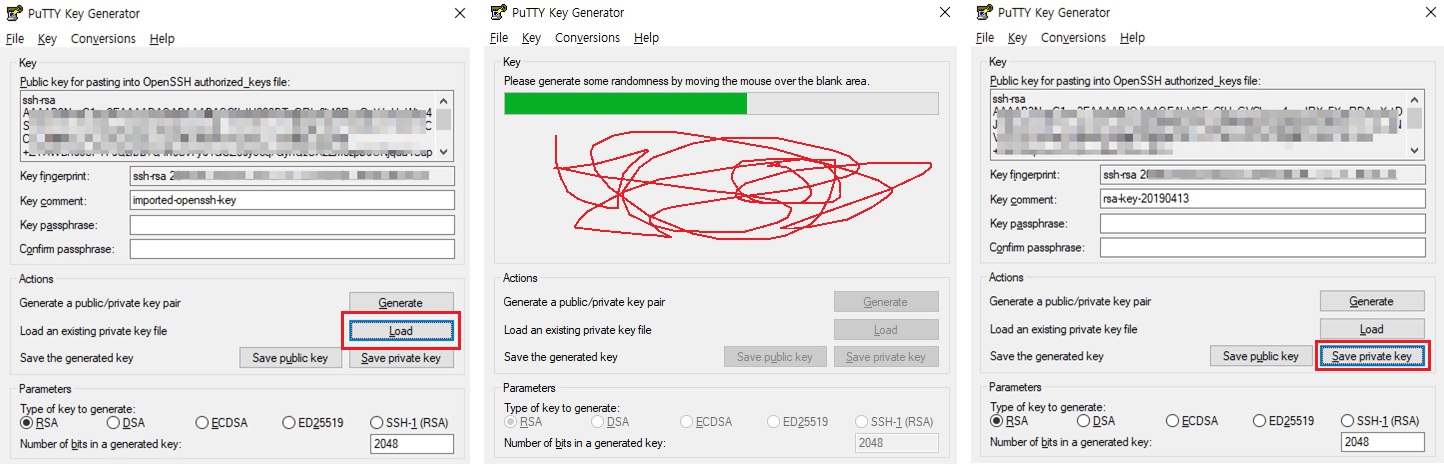 PuTTY Key Generator
File Key Conversions Help
Key
Public key for pasting into OpenSSH authorized_keys file:
ssh-rsa
Key fingerprint: ssh-rsa
Key comment: imported-openssh-key
Key passphrase:
Confirm passphrase:
Actions
Generate a public/private key pair Generate
Load an existing private key file Load
Save the generated key Save public key Save private key
Parameters
Type of key to generate:
RSA DSA ECDSA ED25519 SSH-1 (RSA)
Number of bits in a generated key: 2048
PuTTY Key Generator
File Key Conversions Help
Key
Please generate some randomness by moving the mouse over the blank area.
Actions
Generate a public/private key pair Generate
Load an existing private key file Load
Save the generated key Save public key Save private key
Parameters
Type of key to generate:
RSA DSA ECDSA ED25519 SSH-1 (RSA)
Number of bits in a generated key: 2048
PuTTY Key Generator
File Key Conversions Help
Key
Public key for pasting into OpenSSH authorized_keys file:
ssh-rsa
Key fingerprint: ssh-rsa
Key comment: rsa-key-20190413
Key passphrase:
Confirm passphrase:
Actions
Generate a public/private key pair Generate
Load an existing private key file Load
Save the generated key Save public key Save private key
Parameters
Type of key to generate:
RSA DSA ECDSA ED25519 SSH-1 (RSA)
Number of bits in a generated key: 2048